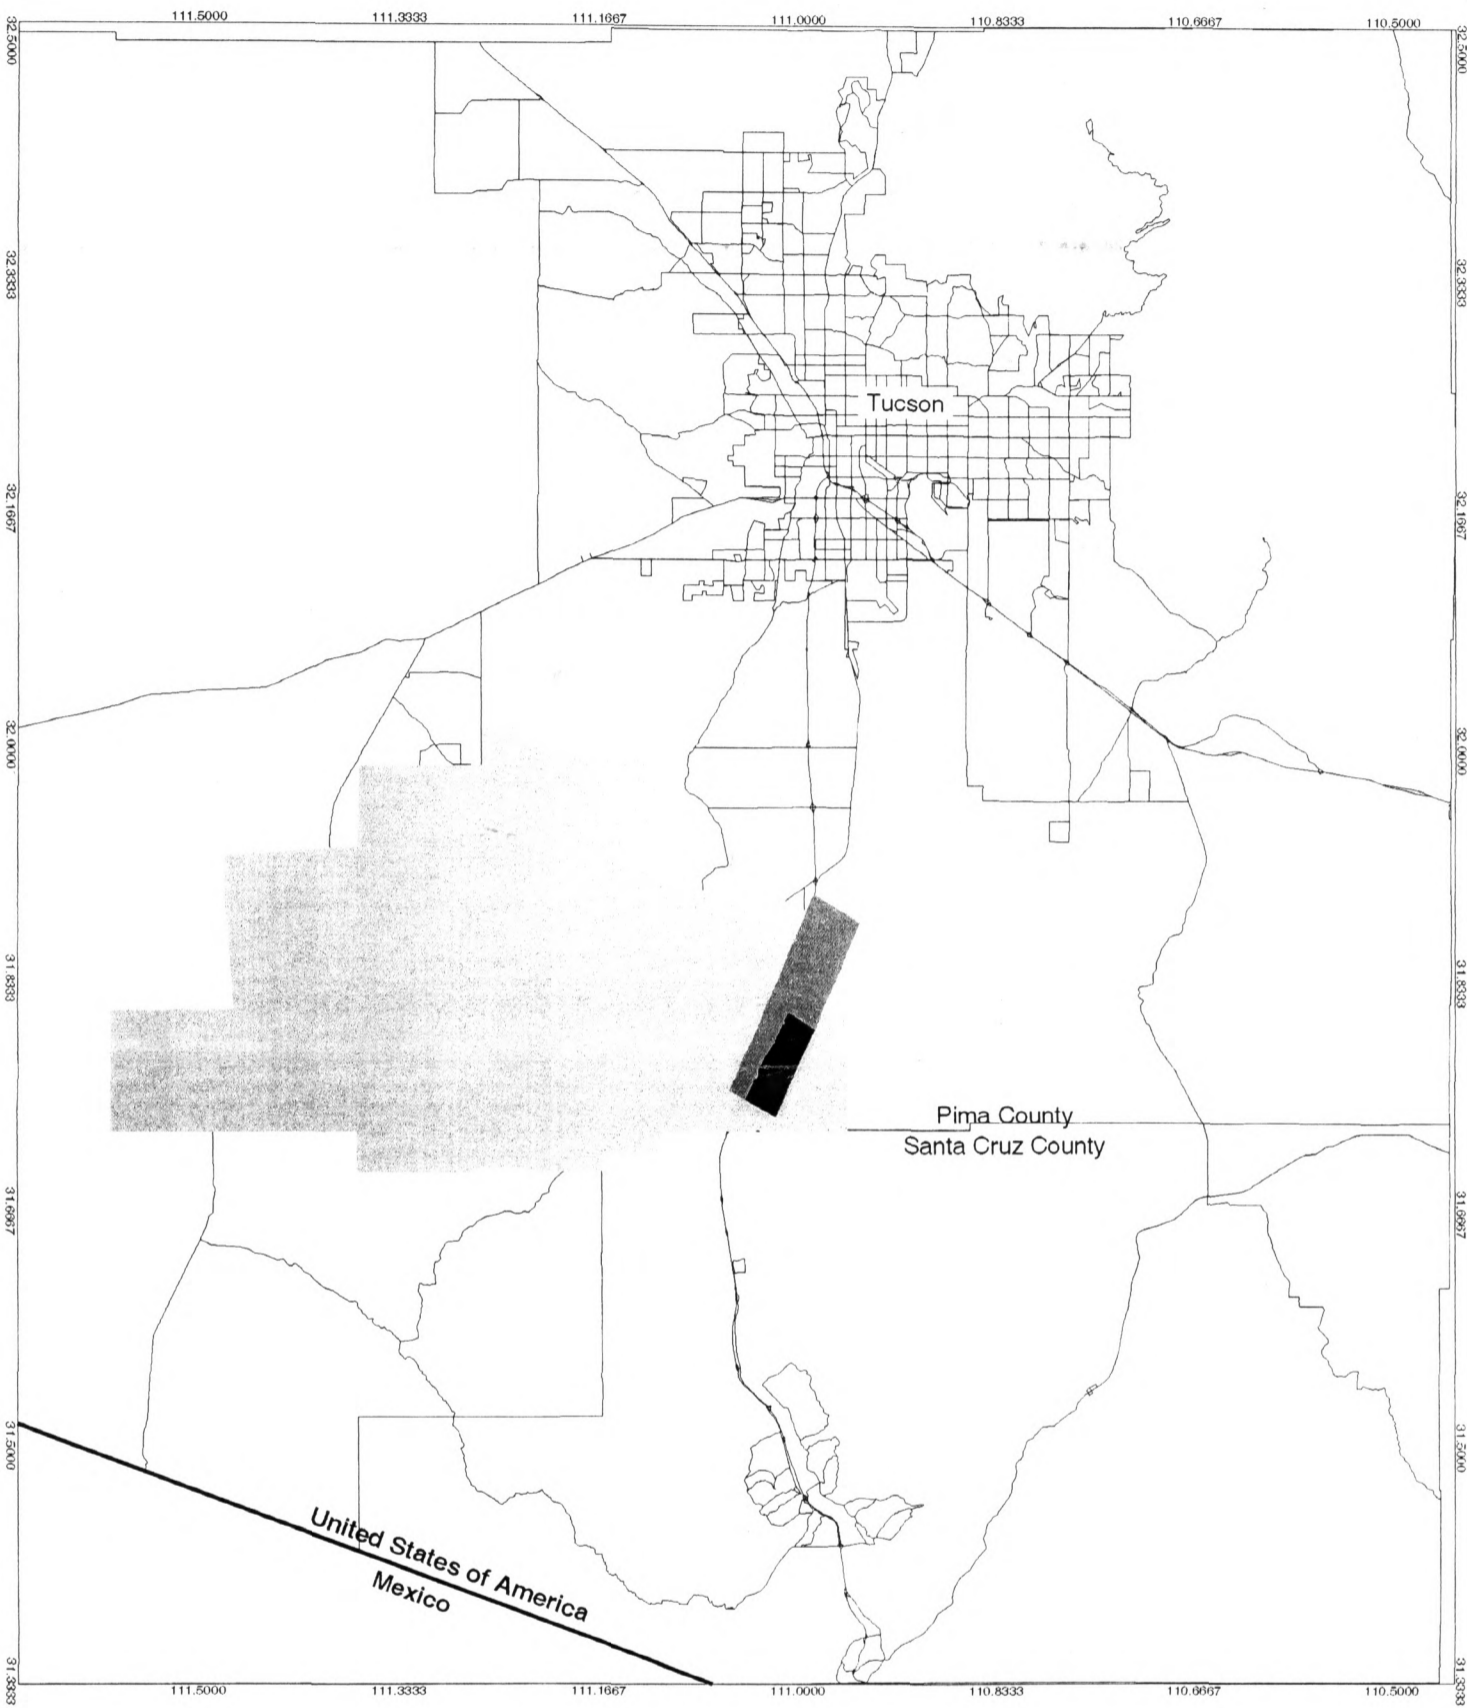 111.5000 111.3333 111.1667 111.0000 110.8333 110.6667 110.5000
32.5000 32.5000
32.3333 32.3333
Tucson
32.1667 32.1667
32.0000 32.0000
31.8333 31.8333
Pima County
Santa Cruz County
31.6667 31.6667
31.5000 31.5000
United States of America
Mexico
31.3333 31.3333
111.5000 111.3333 111.1667 111.0000 110.8333 110.6667 110.5000